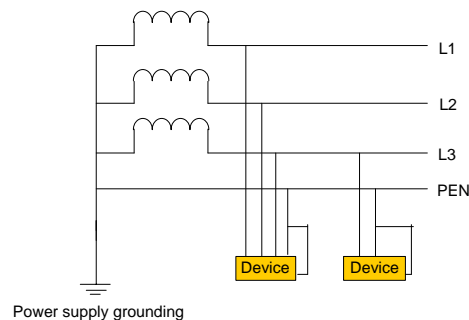 L1
L2
L3
PEN
Device
Device
Power supply grounding